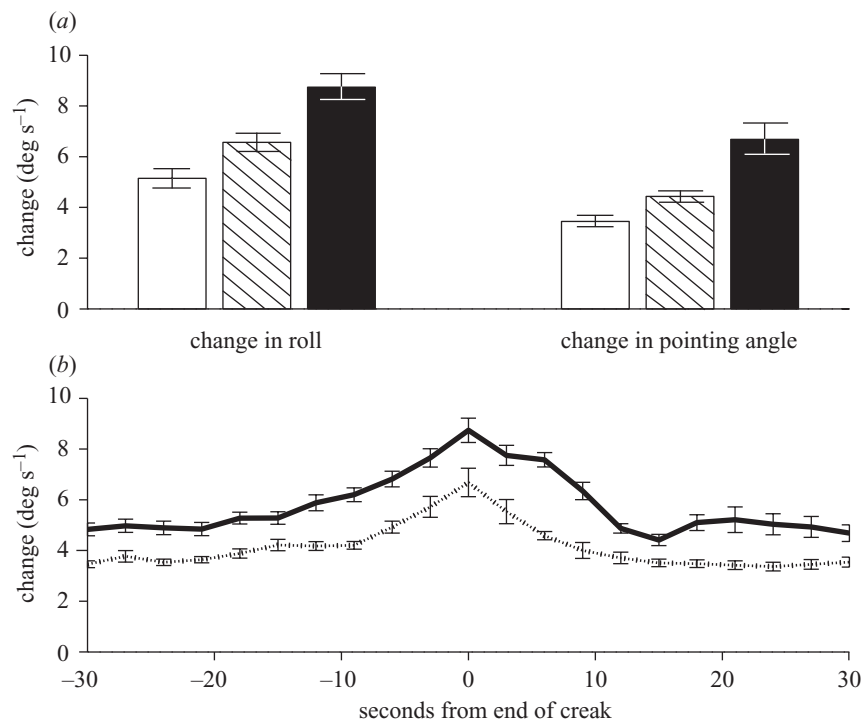 (a)
10
8
6
4
2
0
change (deg s⁻¹)
change in roll
change in pointing angle
(b)
10
8
6
4
2
0
change (deg s⁻¹)
–30
–20
–10
0
10
20
30
seconds from end of creak